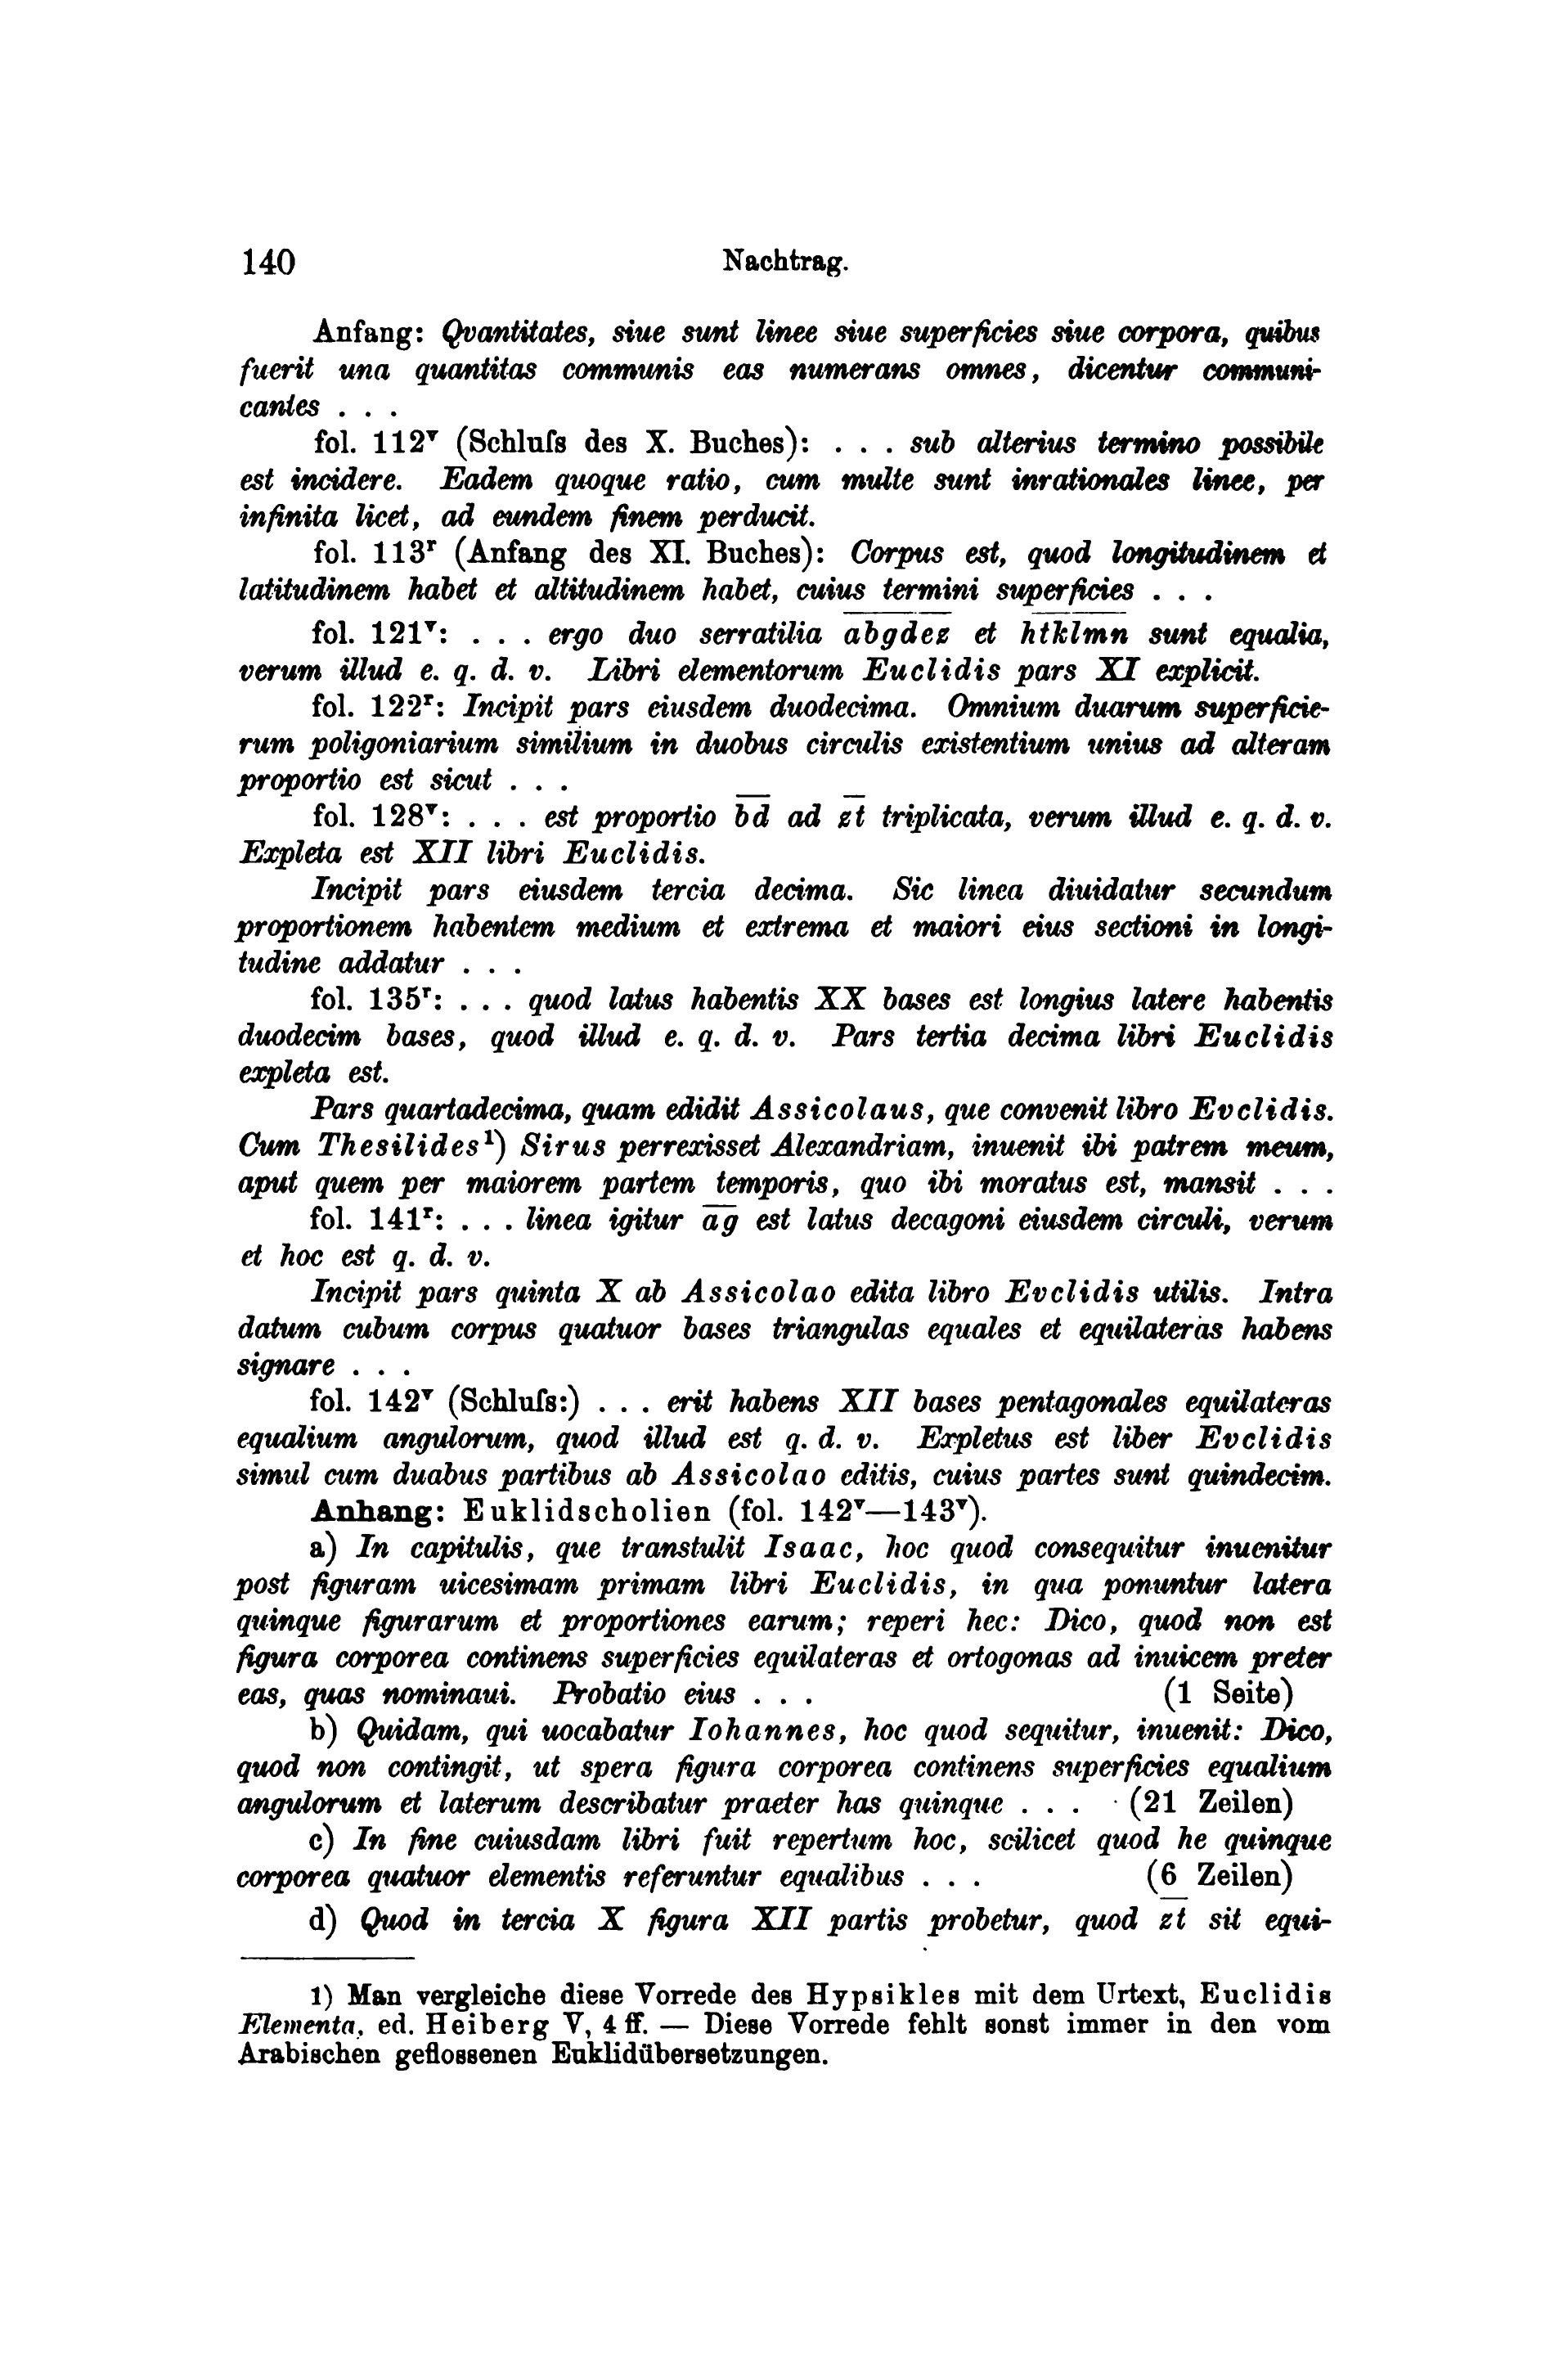 140 Nachtrag.
Anfang: Qvantitates, siue sunt linee siue superficies siue corpora, quibus
fuerit una quantitas communis eas numerans omnes, dicentur communi-
cantes . . .
fol. 112ᵛ (Schluſs des X. Buches): . . . sub alterius termino possibile
est incidere. Eadem quoque ratio, cum multe sunt inrationales linee, per
infinita licet, ad eundem finem perducit.
fol. 113ʳ (Anfang des XI. Buches): Corpus est, quod longitudinem et
latitudinem habet et altitudinem habet, cuius termini superficies . . .
fol. 121ᵛ: . . . ergo duo serratilia a̅b̅g̅d̅e̅z̅ et h̅t̅k̅l̅m̅n̅ sunt equalia,
verum illud e. q. d. v. Libri elementorum Euclidis pars XI explicit.
fol. 122ʳ: Incipit pars eiusdem duodecima. Omnium duarum superficie-
rum poligoniarium similium in duobus circulis existentium unius ad alteram
proportio est sicut . . .
fol. 128ᵛ: . . . est proportio b̅d̅ ad z̅t̅ triplicata, verum illud e. q. d. v.
Expleta est XII libri Euclidis.
Incipit pars eiusdem tercia decima. Sic linea diuidatur secundum
proportionem habentem medium et extrema et maiori eius sectioni in longi-
tudine addatur . . .
fol. 135ʳ: . . . quod latus habentis XX bases est longius latere habentis
duodecim bases, quod illud e. q. d. v. Pars tertia decima libri Euclidis
expleta est.
Pars quartadecima, quam edidit Assicolaus, que convenit libro Evclidis.
Cum Thesilides¹) Sirus perrexisset Alexandriam, inuenit ibi patrem meum,
aput quem per maiorem partem temporis, quo ibi moratus est, mansit . . .
fol. 141ʳ: . . . linea igitur a̅g̅ est latus decagoni eiusdem circuli, verum
et hoc est q. d. v.
Incipit pars quinta X ab Assicolao edita libro Evclidis utilis. Intra
datum cubum corpus quatuor bases triangulas equales et equilateras habens
signare . . .
fol. 142ᵛ (Schluſs:) . . . erit habens XII bases pentagonales equilateras
equalium angulorum, quod illud est q. d. v. Expletus est liber Evclidis
simul cum duabus partibus ab Assicolao editis, cuius partes sunt quindecim.
Anhang: Euklidscholien (fol. 142ᵛ—143ᵛ).
a) In capitulis, que transtulit Isaac, hoc quod consequitur inuenitur
post figuram uicesimam primam libri Euclidis, in qua ponuntur latera
quinque figurarum et proportiones earum; reperi hec: Dico, quod non est
figura corporea continens superficies equilateras et ortogonas ad inuicem preter
eas, quas nominaui. Probatio eius . . . (1 Seite)
b) Quidam, qui uocabatur Iohannes, hoc quod sequitur, inuenit: Dico,
quod non contingit, ut spera figura corporea continens superficies equalium
angulorum et laterum describatur praeter has quinque . . . (21 Zeilen)
c) In fine cuiusdam libri fuit repertum hoc, scilicet quod he quinque
corporea quatuor elementis referuntur equalibus . . . (6 Zeilen)
d) Quod in tercia X figura XII partis probetur, quod z̅t̅ sit equi-
1) Man vergleiche diese Vorrede des Hypsikles mit dem Urtext, Euclidis
Elementa, ed. Heiberg V, 4 ff. — Diese Vorrede fehlt sonst immer in den vom
Arabischen geflossenen Euklidübersetzungen.